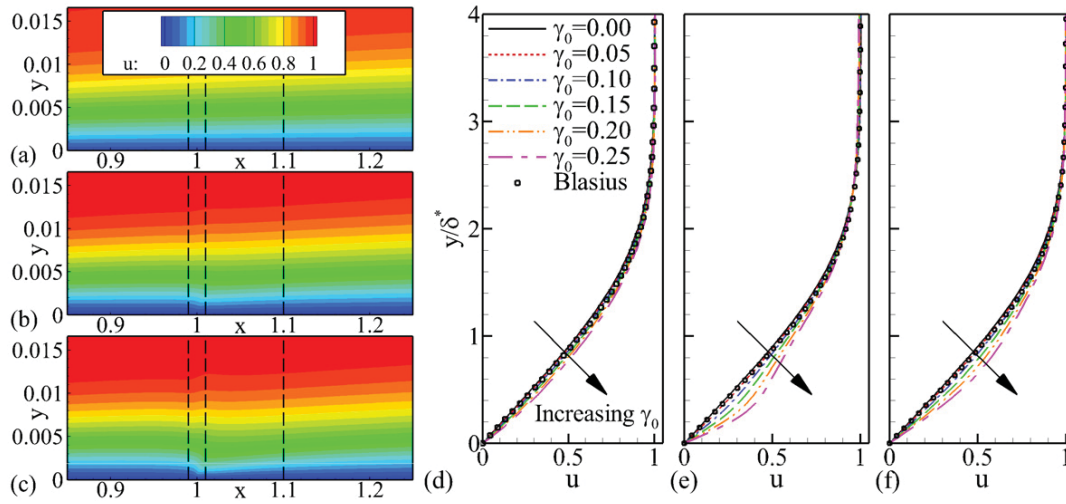 u: 0 0.2 0.4 0.6 0.8 1
y
0.01
0.005
0
0.9 1 x 1.1 1.2
(a)
0.015
y
0.01
0.005
0
0.9 1 x 1.1 1.2
(b)
0.015
y
0.01
0.005
0
0.9 1 x 1.1 1.2
(c)
4
3
y/δ*
2
1
0
γ₀=0.00
γ₀=0.05
γ₀=0.10
γ₀=0.15
γ₀=0.20
γ₀=0.25
Blasius
Increasing γ₀
0 0.5 1
(d) u
0 0.5 1
(e) u
0 0.5 1
(f) u